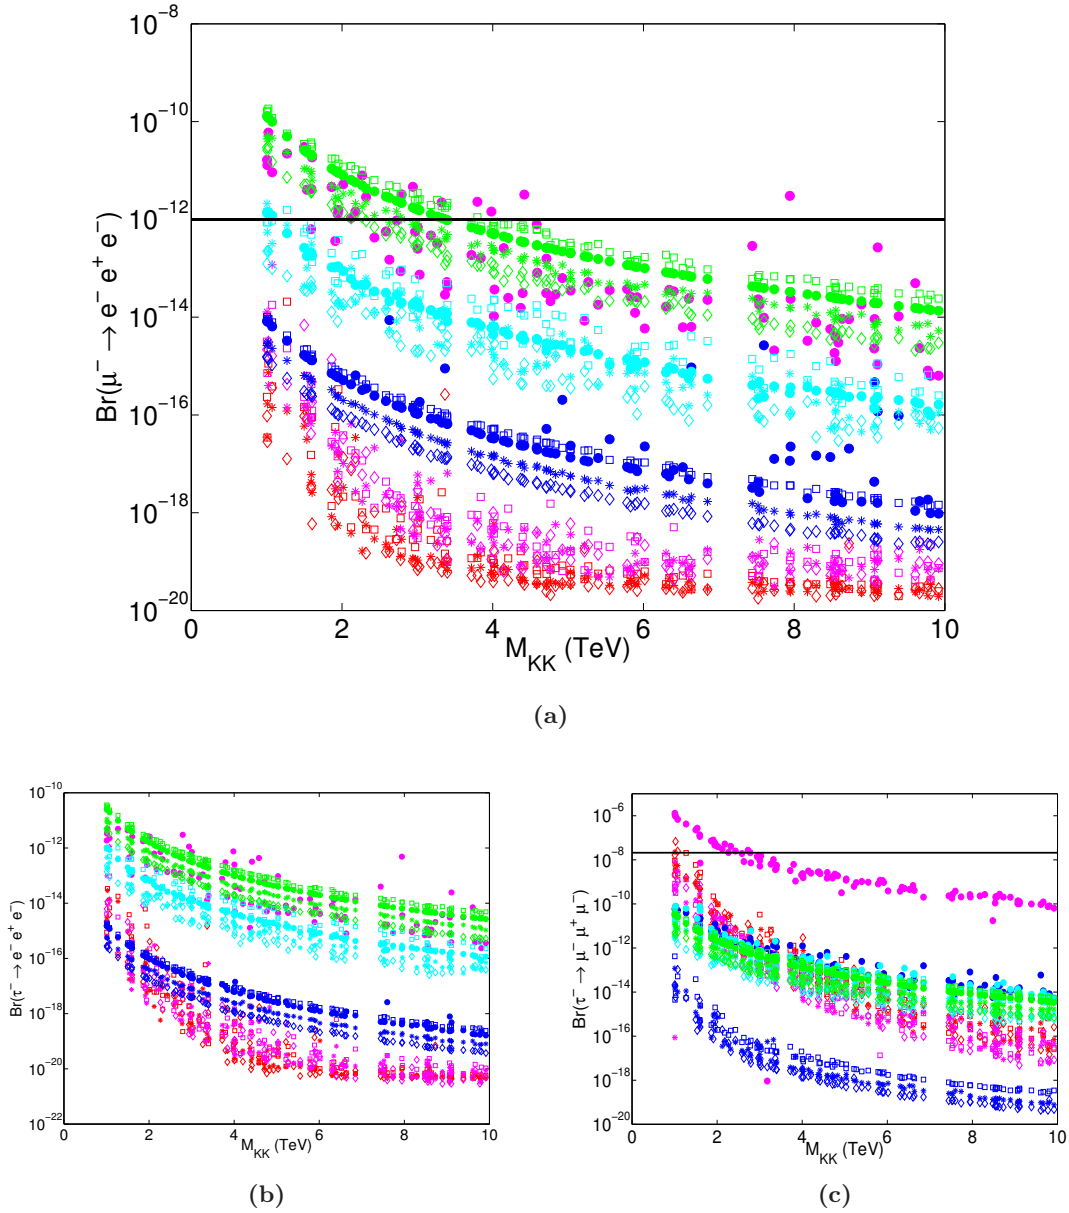 10⁻⁸
10⁻¹⁰
10⁻¹²
10⁻¹⁴
10⁻¹⁶
10⁻¹⁸
10⁻²⁰
Br(μ⁻ → e⁻ e⁺ e⁻)
0 2 4 6 8 10
M_KK (TeV)
(a)
10⁻¹⁰
10⁻¹²
10⁻¹⁴
10⁻¹⁶
10⁻¹⁸
10⁻²⁰
10⁻²²
Br(τ⁻ → e⁻ e⁺ e⁻)
0 2 4 6 8 10
M_KK (TeV)
(b)
10⁻⁶
10⁻⁸
10⁻¹⁰
10⁻¹²
10⁻¹⁴
10⁻¹⁶
10⁻¹⁸
10⁻²⁰
Br(τ⁻ → μ⁻ μ⁺ μ⁻)
0 2 4 6 8 10
M_KK (TeV)
(c)